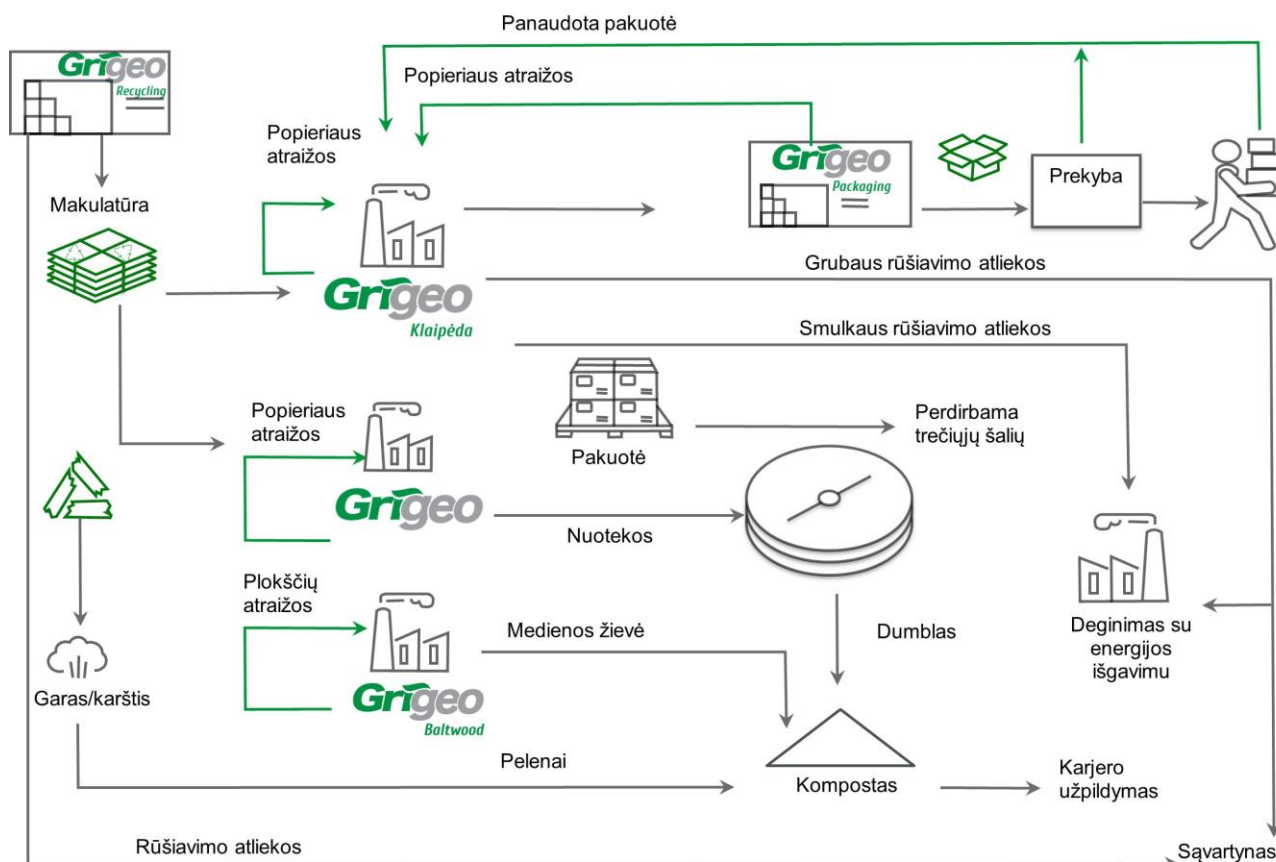 Panaudota pakuotė
Grigeo
Recycling
Popieriaus atraižos
Popieriaus
atraižos
Grigeo
Packaging
Prekyba
Makulatūra
Grubaus rūšiavimo atliekos
Grigeo
Klaipėda
Smulkaus rūšiavimo atliekos
Popieriaus
atraižos
Pakuotė
Perdirbama
trečiųjų šalių
Grigeo
Nuotekos
Plokščių
atraižos
Medienos žievė
Dumblas
Deginimas su
energijos
išgavimu
Garas/karštis
Grigeo
Baltwood
Pelenai
Kompostas
Karjero
užpildymas
Rūšiavimo atliekos
Sąvartynas